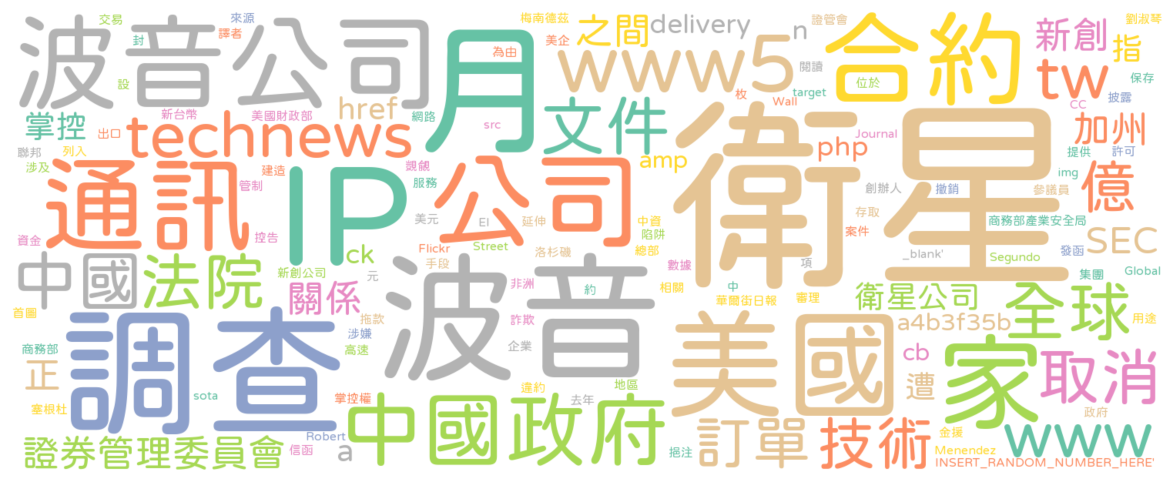 波音公司
交易
封
設
來源
譯者
出口
月
美企
為由
梅南德茲
之間
delivery
www5
n
證管會
閱讀
位於
target
合約
新創
指
劉淑琴
保存
tw
披露
CC
掌控
聯邦
涉及
列入
technews
新台幣
美國財政部
href
網路
src
文件
amp
枚
Wall
php
Journal
加州
許可
提供
img
通訊
建造
管制
控告
資金
IP
覬覦
服務
公司
美元
EI
延伸
中資
陷阱
總部
衛星
創辦人
撤銷
存取
案件
參議員
億
商務部產業安全局
發函
SEC
_blank'
Segundo
集團
Global
中國
法院
ck
新創公司
元
關係
Flickr
手段
Street
洛杉磯
非洲
詐欺
約
數據
相關
項
中
華爾街日報
審理
衛星公司
全球
用途
首圈
商務部
正
塞根杜
調查
sota
拖款
涉嫌
高速
掌控權
波音
企業
違約
地區
去年
美國
a4b3f35b
cb
遭
家
取消
政府
證券管理委員會
Robert
信函
a
中國政府
挹注
訂單
技術
金援
Menendez
www
INSERT_RANDOM_NUMBER_HERE'